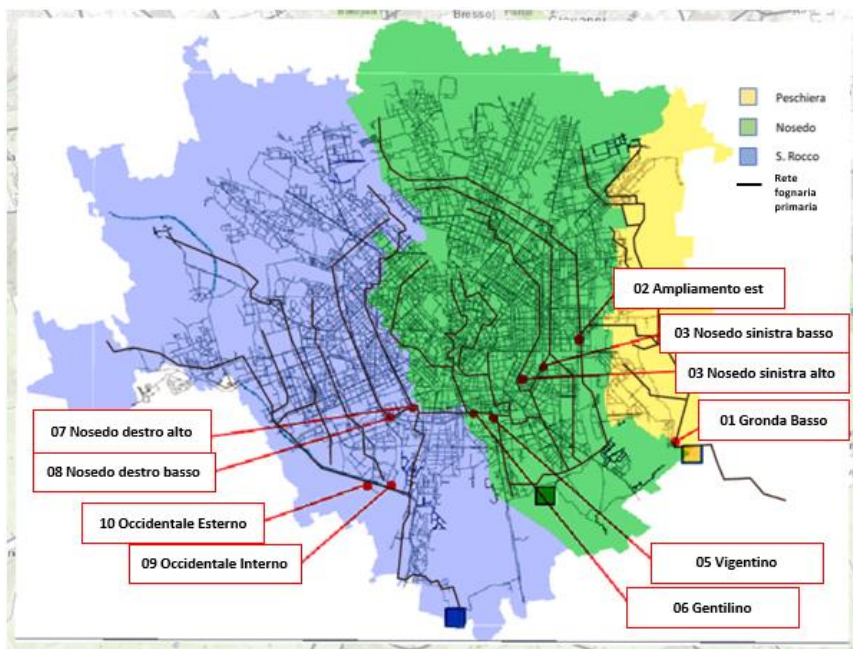 Bresso
Peschiera
Nosedo
S. Rocco
Rete
fognaria
primaria
02 Ampliamento est
03 Nosedo sinistra basso
03 Nosedo sinistra alto
01 Gronda Basso
07 Nosedo destro alto
08 Nosedo destro basso
10 Occidentale Esterno
09 Occidentale Interno
05 Vigentino
06 Gentilino